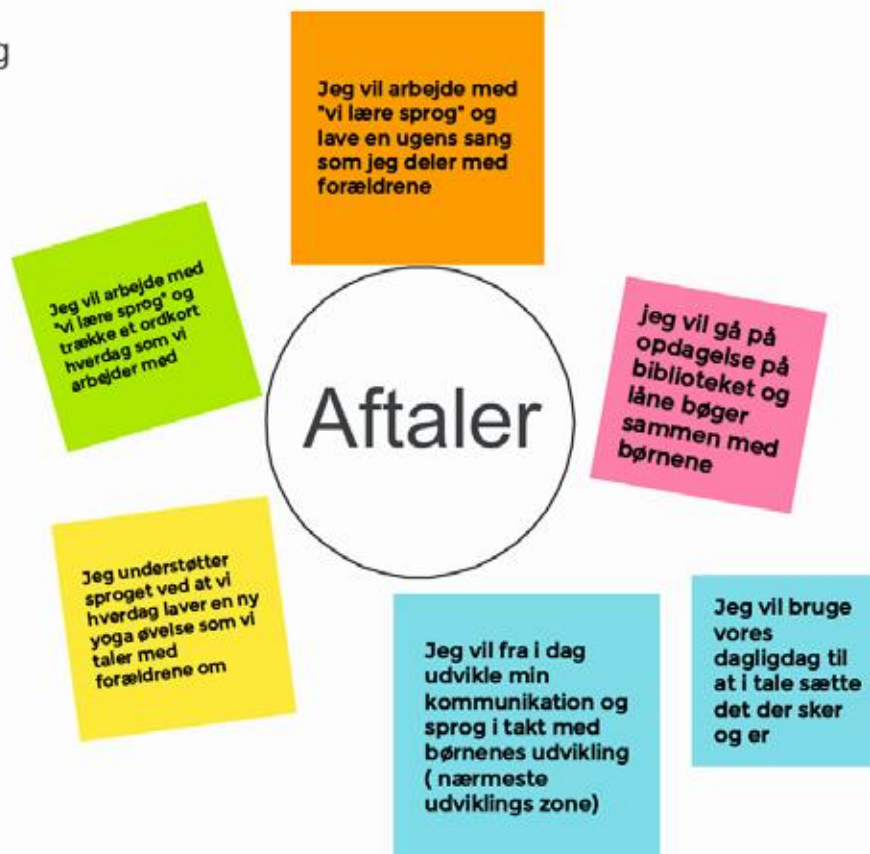 g
Jeg vil arbejde med
"vi lære sprog" og
lave en ugens sang
som jeg deler med
forældrene
Jeg vil arbejde med
"vi lære sprog" og
trække et ordkort
hverdag som vi
arbejder med
jeg vil gå på
opdagelse på
biblioteket og
låne bøger
sammen med
børnene
Aftaler
Jeg understøtter
sproget ved at vi
hverdag laver en ny
yoga øvelse som vi
taler med
forældrene om
Jeg vil fra i dag
udvikle min
kommunikation og
sprog i takt med
børnenes udvikling
( nærmeste
udviklings zone)
Jeg vil bruge
vores
dagligdag til
at i tale sætte
det der sker
og er